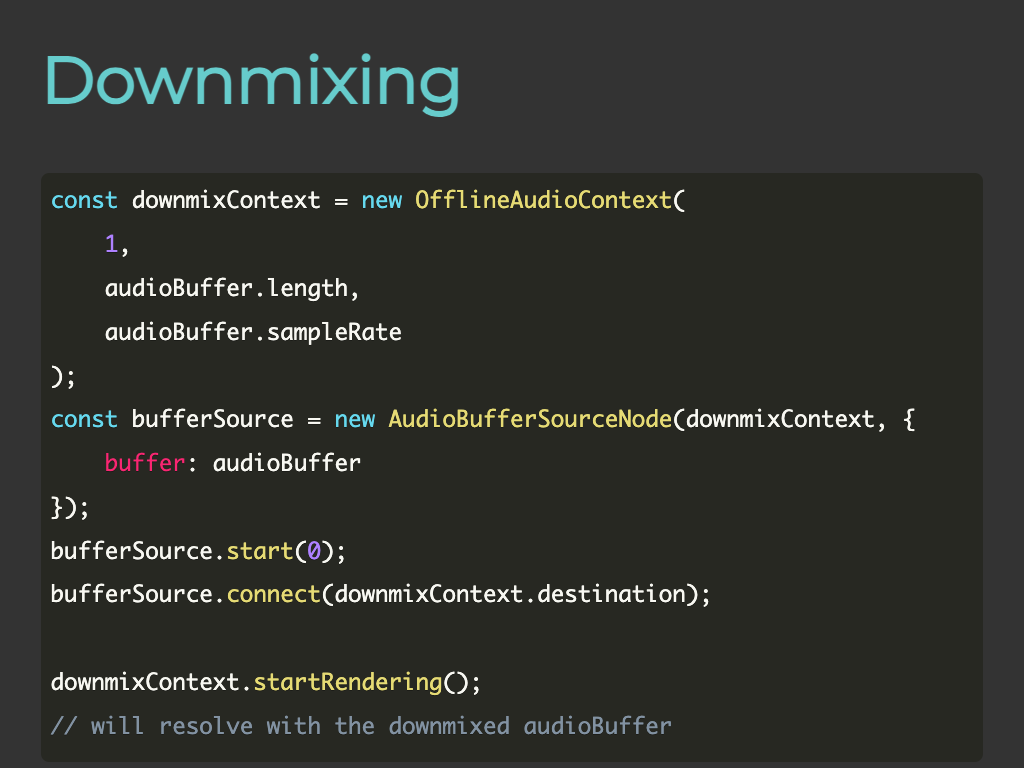 Downmixing
const downmixContext = new OfflineAudioContext(
    1,
    audioBuffer.length,
    audioBuffer.sampleRate
);
const bufferSource = new AudioBufferSourceNode(downmixContext, {
    buffer: audioBuffer
});
bufferSource.start(0);
bufferSource.connect(downmixContext.destination);

downmixContext.startRendering();
// will resolve with the downmixed audioBuffer